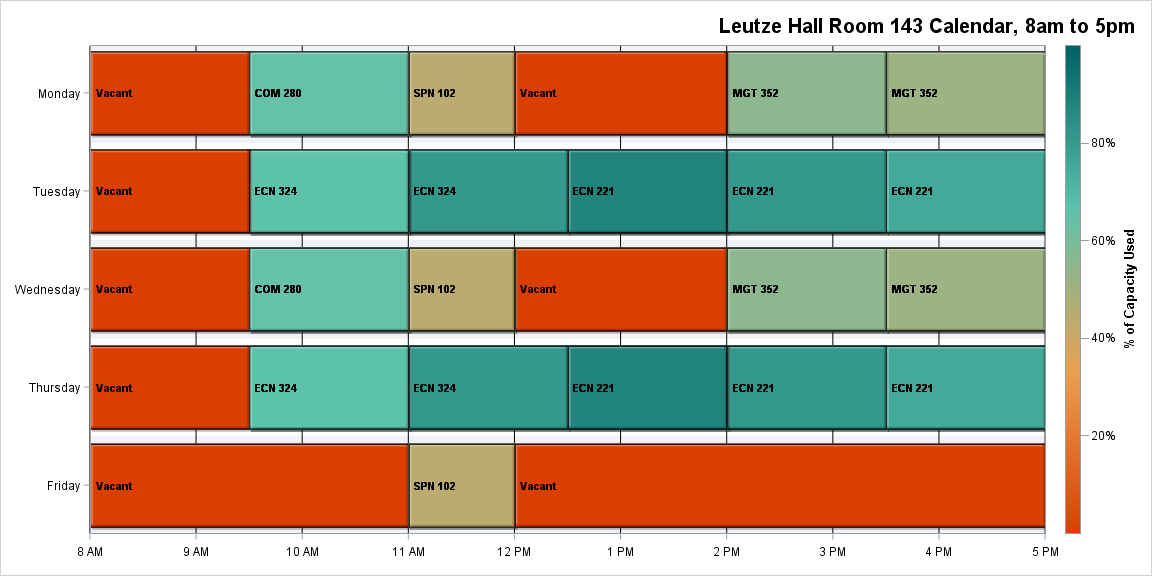 Leutze Hall Room 143 Calendar, 8am to 5pm
Monday
Vacant
COM 280
SPN 102
Vacant
MGT 352
MGT 352
Tuesday
Vacant
ECN 324
ECN 324
ECN 221
ECN 221
ECN 221
Wednesday
Vacant
COM 280
SPN 102
Vacant
MGT 352
MGT 352
Thursday
Vacant
ECN 324
ECN 324
ECN 221
ECN 221
ECN 221
Friday
Vacant
SPN 102
Vacant
8 AM
9 AM
10 AM
11 AM
12 PM
1 PM
2 PM
3 PM
4 PM
5 PM
80%
60%
40%
20%
% of Capacity Used